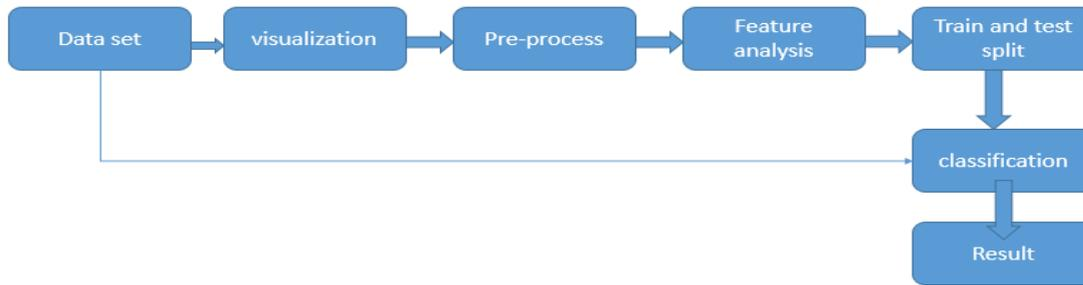 Data set
visualization
Pre-process
Feature
analysis
Train and test
split
classification
Result